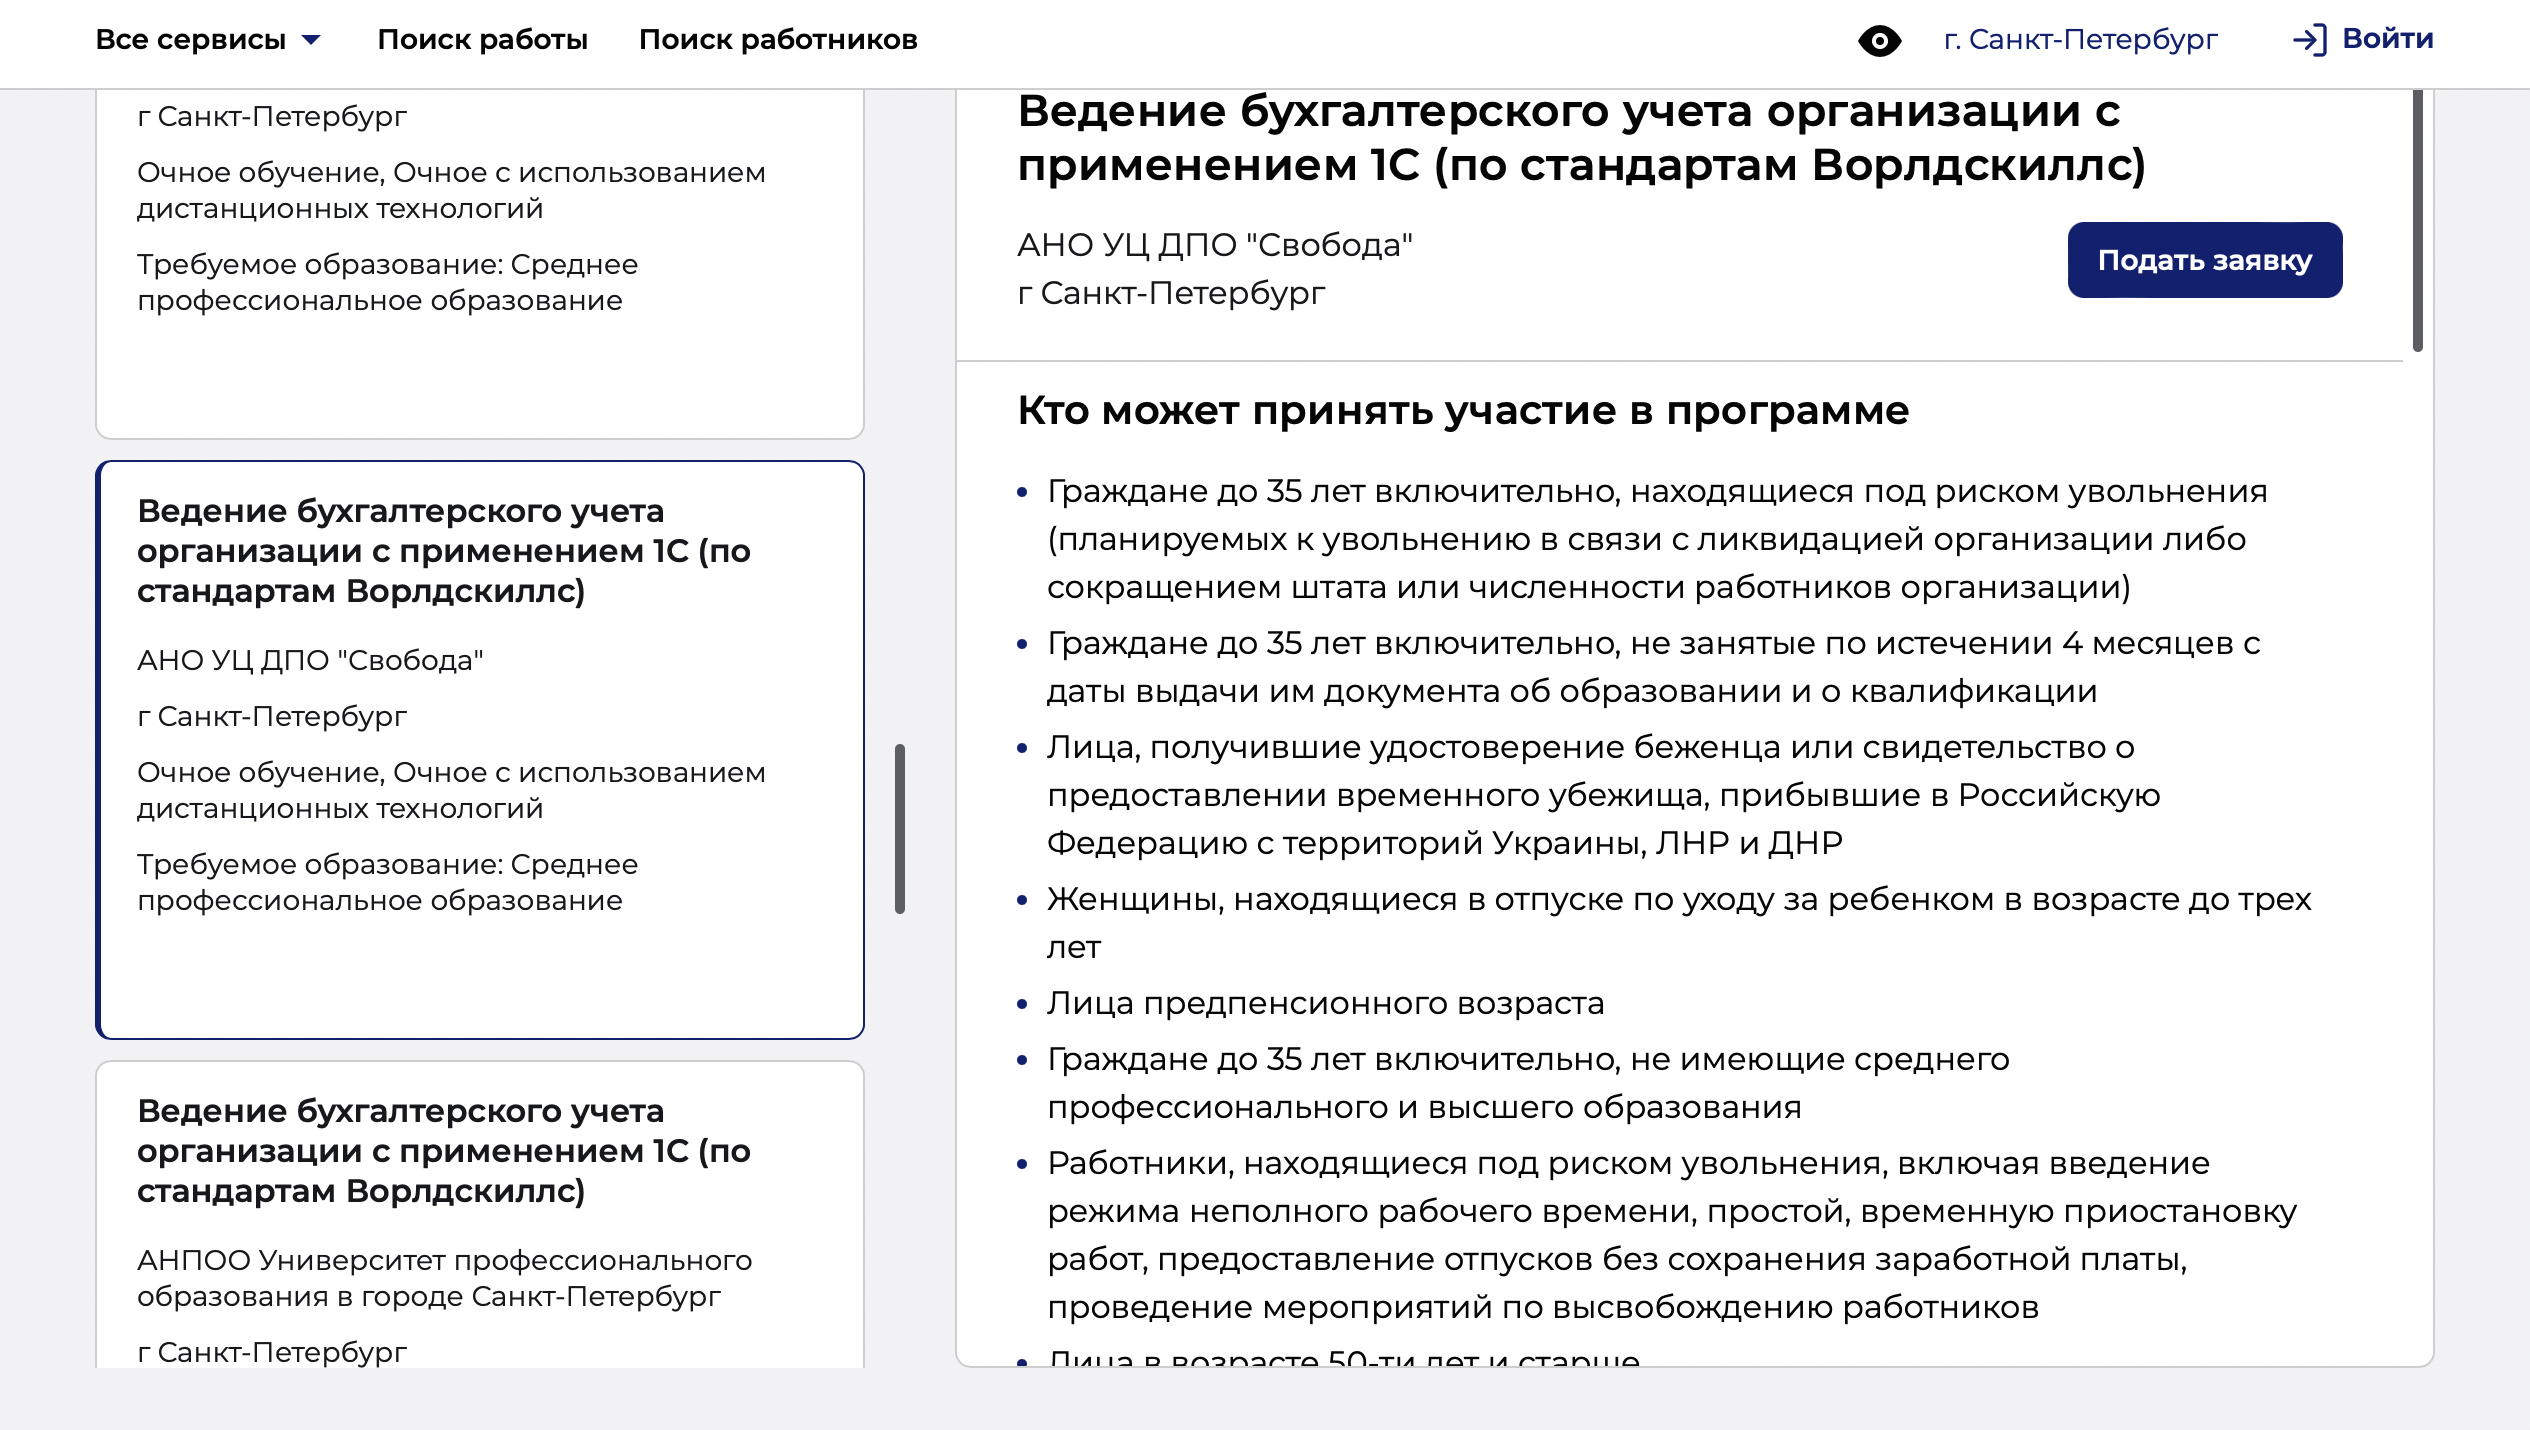 Все сервисы
Поиск работы
Поиск работников
г. Санкт-Петербург
Войти
г Санкт-Петербург
Очное обучение, Очное с использованием
дистанционных технологий
Требуемое образование: Среднее
профессиональное образование
Ведение бухгалтерского учета
организации с применением 1С (по
стандартам Ворлдскиллс)
АНО УЦ ДПО "Свобода"
г Санкт-Петербург
Очное обучение, Очное с использованием
дистанционных технологий
Требуемое образование: Среднее
профессиональное образование
Ведение бухгалтерского учета
организации с применением 1С (по
стандартам Ворлдскиллс)
АНПОО Университет профессионального
образования в городе Санкт-Петербург
г Санкт-Петербург
Ведение бухгалтерского учета организации с
применением 1С (по стандартам Ворлдскиллс)
АНО УЦ ДПО "Свобода"
г Санкт-Петербург
Подать заявку
Кто может принять участие в программе
Граждане до 35 лет включительно, находящиеся под риском увольнения
(планируемых к увольнению в связи с ликвидацией организации либо
сокращением штата или численности работников организации)
Граждане до 35 лет включительно, не занятые по истечении 4 месяцев с
даты выдачи им документа об образовании и о квалификации
Лица, получившие удостоверение беженца или свидетельство о
предоставлении временного убежища, прибывшие в Российскую
Федерацию с территорий Украины, ЛНР и ДНР
Женщины, находящиеся в отпуске по уходу за ребенком в возрасте до трех
лет
Лица предпенсионного возраста
Граждане до 35 лет включительно, не имеющие среднего
профессионального и высшего образования
Работники, находящиеся под риском увольнения, включая введение
режима неполного рабочего времени, простой, временную приостановку
работ, предоставление отпусков без сохранения заработной платы,
проведение мероприятий по высвобождению работников
Лица в возрасте 50-ти лет и старше